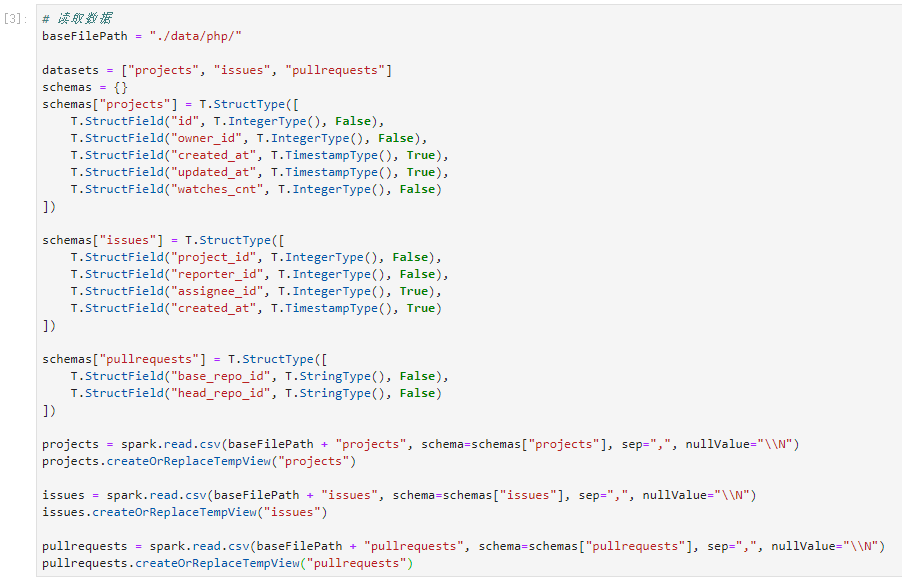 [3]: # 读取数据
baseFilePath = "./data/php/"
datasets = ["projects", "issues", "pullrequests"]
schemas = {}
schemas["projects"] = T.StructType([
    T.StructField("id", T.IntegerType(), False),
    T.StructField("owner_id", T.IntegerType(), False),
    T.StructField("created_at", T.TimestampType(), True),
    T.StructField("updated_at", T.TimestampType(), True),
    T.StructField("watches_cnt", T.IntegerType(), False)
])
schemas["issues"] = T.StructType([
    T.StructField("project_id", T.IntegerType(), False),
    T.StructField("reporter_id", T.IntegerType(), False),
    T.StructField("assignee_id", T.IntegerType(), True),
    T.StructField("created_at", T.TimestampType(), True)
])
schemas["pullrequests"] = T.StructType([
    T.StructField("base_repo_id", T.StringType(), False),
    T.StructField("head_repo_id", T.StringType(), False)
])
projects = spark.read.csv(baseFilePath + "projects", schema=schemas["projects"], sep=",", nullValue="\\N")
projects.createOrReplaceTempView("projects")
issues = spark.read.csv(baseFilePath + "issues", schema=schemas["issues"], sep=",", nullValue="\\N")
issues.createOrReplaceTempView("issues")
pullrequests = spark.read.csv(baseFilePath + "pullrequests", schema=schemas["pullrequests"], sep=",", nullValue="\\N")
pullrequests.createOrReplaceTempView("pullrequests")